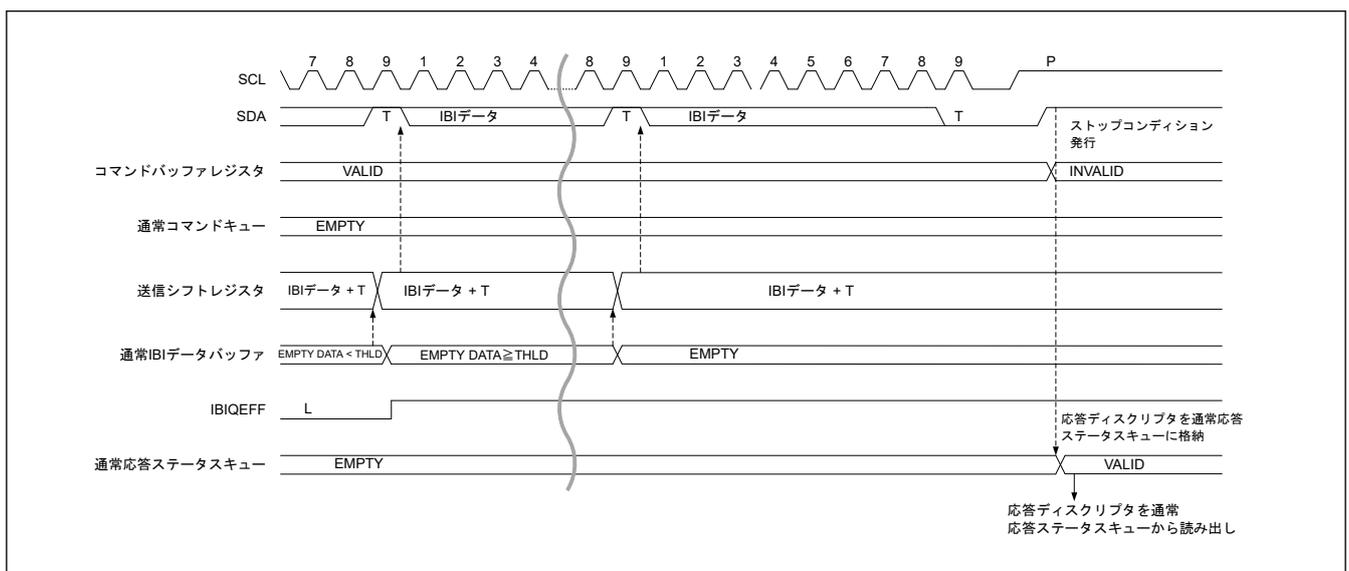 7 8 9 1 2 3 4 8 9 1 2 3 4 5 6 7 8 9 P
SCL
SDA T IBIデータ T IBIデータ T
ストップコンディション
発行
コマンドバッファレジスタ VALID INVALID
通常コマンドキュー EMPTY
送信シフトレジスタ IBIデータ + T IBIデータ + T IBIデータ + T
通常IBIデータバッファ EMPTY DATA < THLD EMPTY DATA≧THLD EMPTY
IBIQEFF L
応答ディスクリプタを通常応答
ステータスキューに格納
通常応答ステータスキュー EMPTY VALID
応答ディスクリプタを通常
応答ステータスキューから読み出し